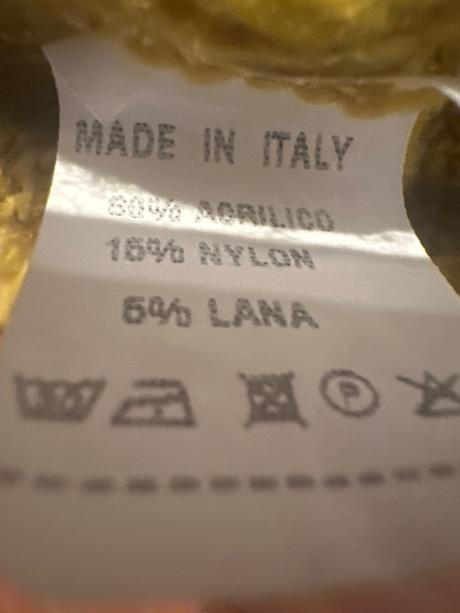 MADE IN ITALY
80% ACRILICO
15% NYLON
5% LANA
P